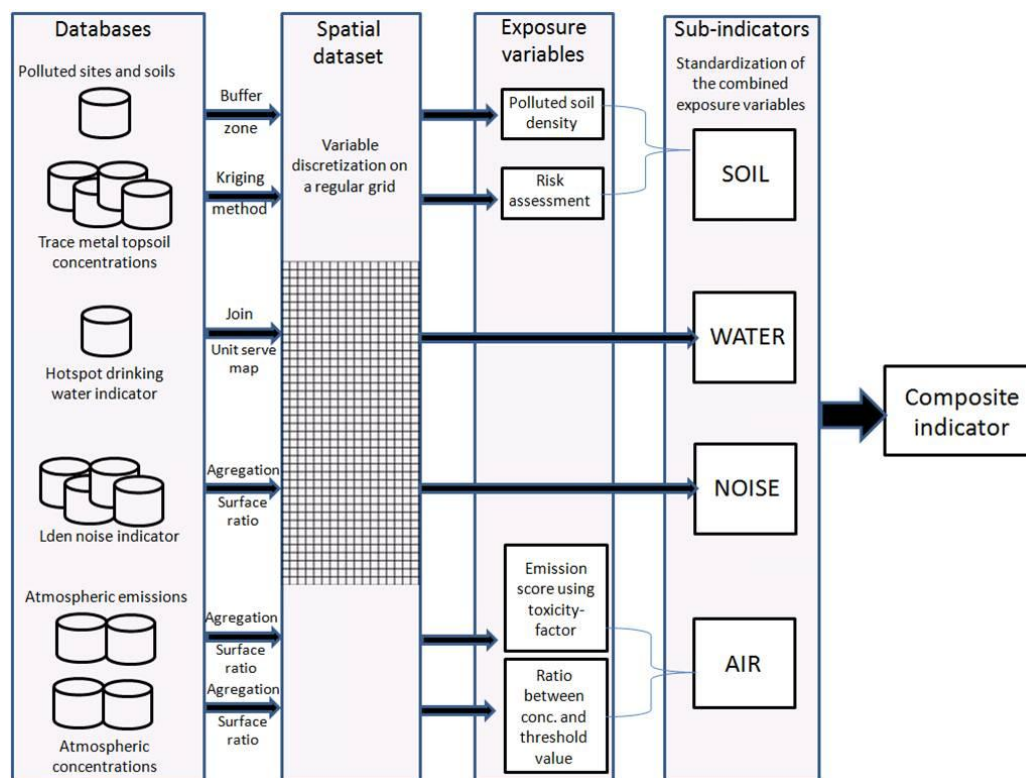 Databases
Polluted sites and soils
Trace metal topsoil
concentrations
Hotspot drinking
water indicator
Lden noise indicator
Atmospheric emissions
Atmospheric
concentrations
Buffer
zone
Kriging
method
Join
Unit serve
map
Agregation
Surface
ratio
Agregation
Surface
ratio
Agregation
Surface
ratio
Spatial
dataset
Variable
discretization on
a regular grid
Exposure
variables
Polluted soil
density
Risk
assessment
Emission
score using
toxicity-
factor
Ratio
between
conc. and
threshold
value
Sub-indicators
Standardization of
the combined
exposure variables
SOIL
WATER
NOISE
AIR
Composite
indicator